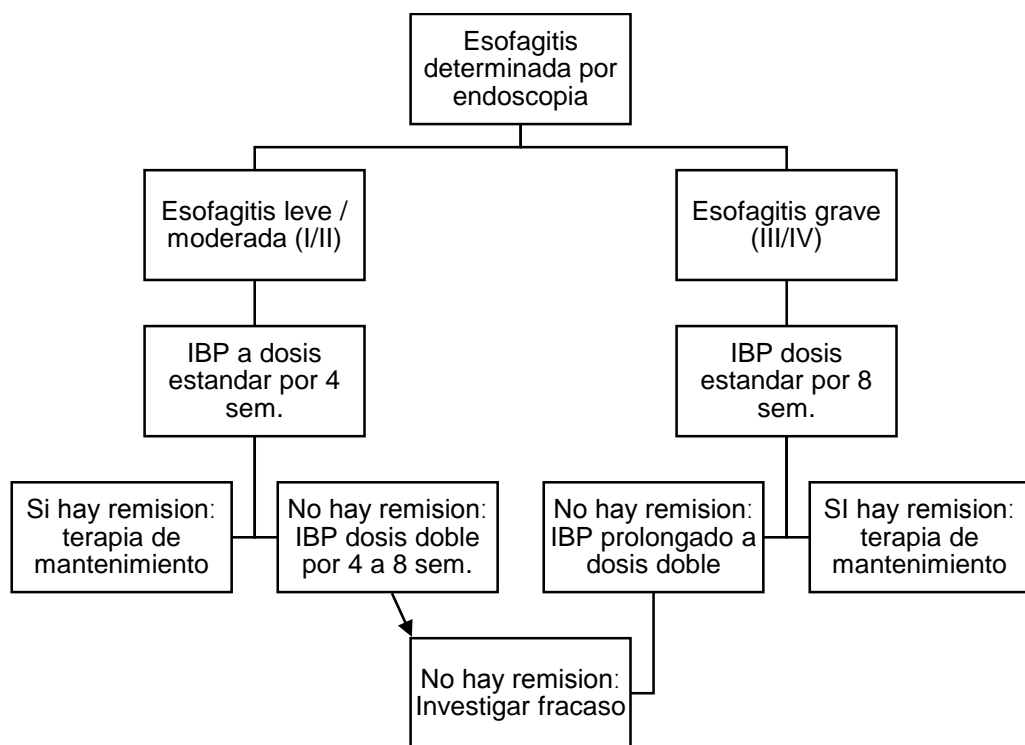 Esofagitis
determinada por
endoscopia
Esofagitis leve /
moderada (I/II)
Esofagitis grave
(III/IV)
IBP a dosis
estandar por 4
sem.
IBP dosis
estandar por 8
sem.
Si hay remision:
terapia de
mantenimiento
No hay remision:
IBP dosis doble
por 4 a 8 sem.
No hay remision:
IBP prolongado a
dosis doble
SI hay remision:
terapia de
mantenimiento
No hay remision:
Investigar fracaso